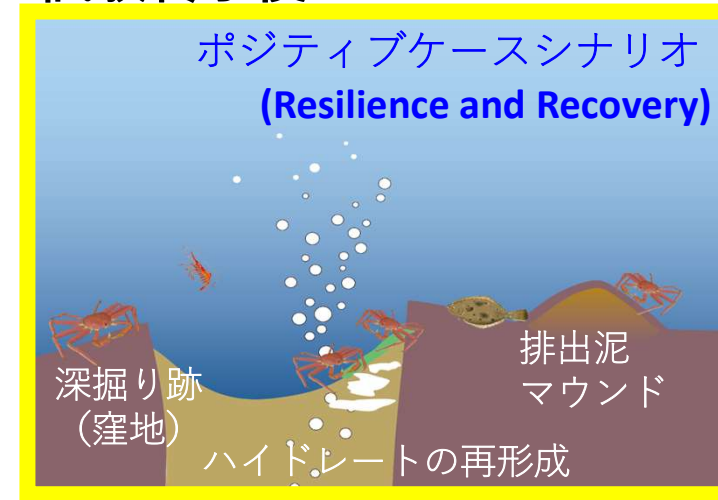 ポジティブケースシナリオ
(Resilience and Recovery)
深掘り跡
（窪地）
排出泥
マウンド
ハイドレートの再形成